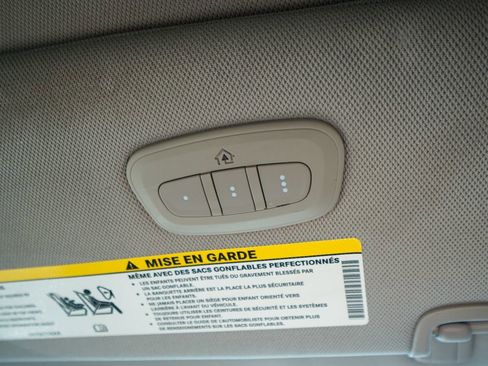 MISE EN GARDE
MÊME AVEC DES SACS GONFLABLES PERFECTIONNÉS
• LES ENFANTS PEUVENT ÊTRE TUÉS OU GRAVEMENT BLESSÉS PAR
UN SAC GONFLABLE.
• LA BANQUETTE ARRIÈRE EST LA PLACE LA PLUS SÉCURITAIRE
POUR LES ENFANTS.
• NE JAMAIS PLACER UN SIÈGE POUR ENFANT ORIENTÉ VERS
L'ARRIÈRE À L'AVANT DU VÉHICULE.
• TOUJOURS UTILISER LES CEINTURES DE SÉCURITÉ ET LES SYSTÈMES
DE RETENUE POUR ENFANT.
• CONSULTER LE GUIDE DE L'AUTOMOBILISTE POUR OBTENIR PLUS
DE RENSEIGNEMENTS SUR LES SACS GONFLABLES.